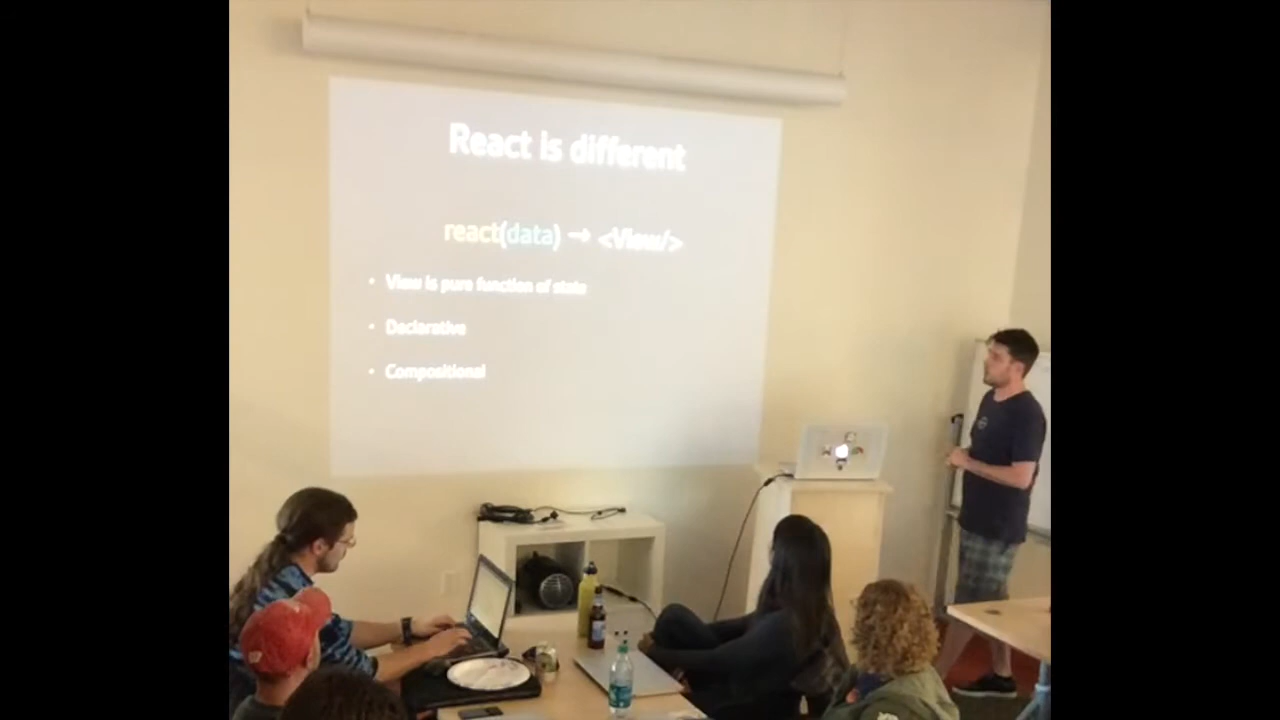 React is different
react(data) → <View/>
• View is pure function of state
• Declarative
• Compositional